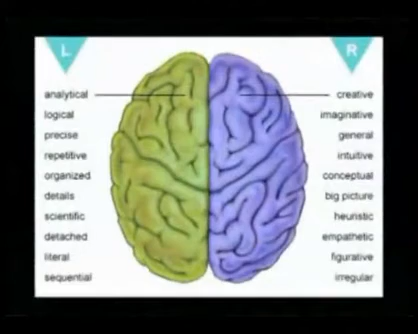 L R
analytical creative
logical imaginative
precise general
repetitive intuitive
organized conceptual
details big picture
scientific heuristic
detached empathetic
literal figurative
sequential irregular